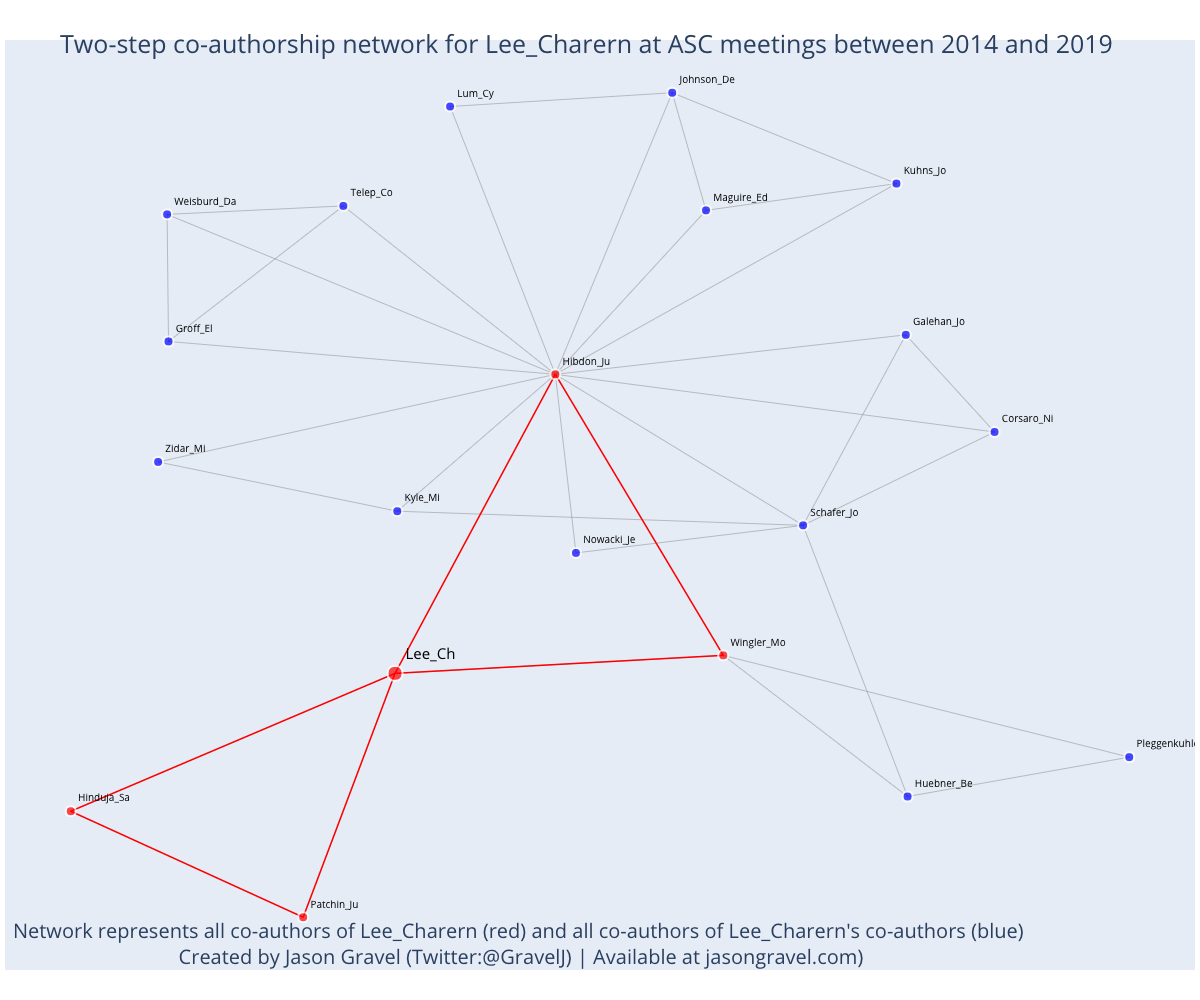 Two-step co-authorship network for Lee_Charern at ASC meetings between 2014 and 2019
Johnson_De
Lum_Cy
Kuhns_Jo
Telep_Co
Maguire_Ed
Weisburd_Da
Galehan_Jo
Groff_El
Hibdon_Ju
Corsaro_Ni
Zidar_Mi
Kyle_Mi
Schafer_Jo
Nowacki_Je
Wingler_Mo
Lee_Ch
Pleggenkuhle
Huebner_Be
Hinduja_Sa
Patchin_Ju
Network represents all co-authors of Lee_Charern (red) and all co-authors of Lee_Charern's co-authors (blue)
Created by Jason Gravel (Twitter:@GravelJ) | Available at jasongravel.com)